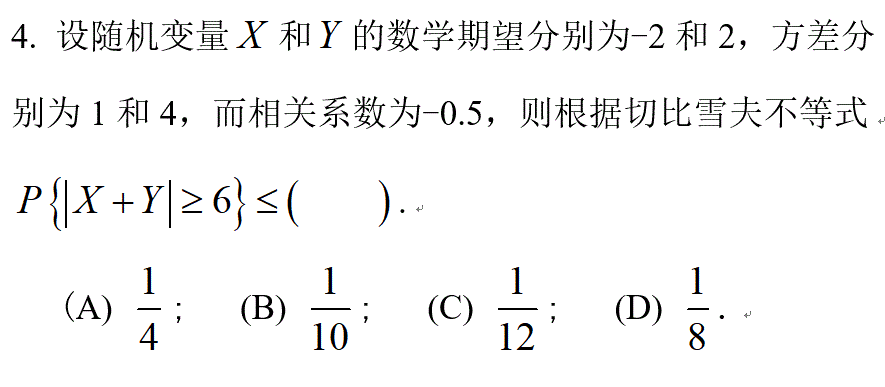 4. 设随机变量 X 和 Y 的数学期望分别为−2 和 2，方差分
别为 1 和 4，而相关系数为−0.5，则根据切比雪夫不等式
P{|X + Y| ≥ 6} ≤ (      ) .
(A) 1/4 ； (B) 1/10 ； (C) 1/12 ； (D) 1/8 .